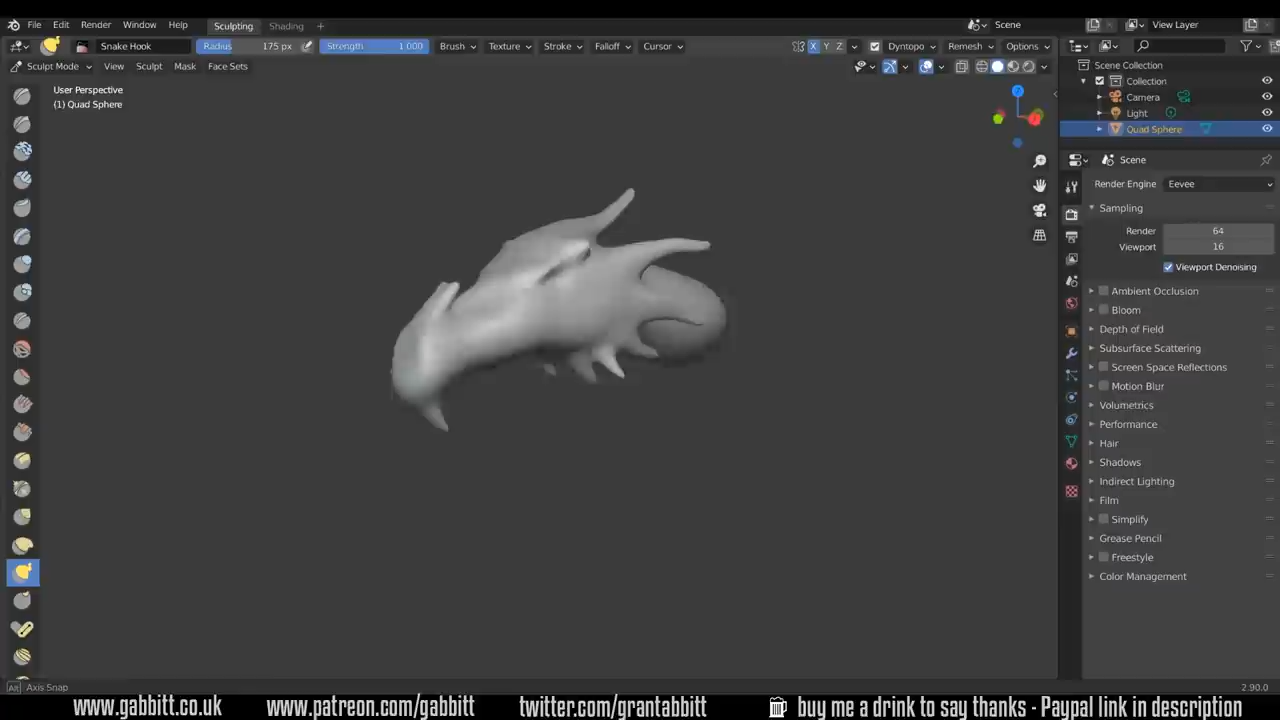 File Edit Render Window Help Sculpting Shading + Scene View Layer
Snake Hook Radius 175 px Strength 1.000 Brush Texture Stroke Falloff Cursor X Y Z Dyntopo Remesh Options
Sculpt Mode View Sculpt Mask Face Sets
User Perspective
(1) Quad Sphere
Scene Collection
Collection
Camera
Light
Quad Sphere
Scene
Render Engine Eevee
Sampling
Render 64
Viewport 16
Viewport Denoising
Ambient Occlusion
Bloom
Depth of Field
Subsurface Scattering
Screen Space Reflections
Motion Blur
Volumetrics
Performance
Hair
Shadows
Indirect Lighting
Film
Simplify
Grease Pencil
Freestyle
Color Management
Axis Snap 2.90.0
www.gabbitt.co.uk www.patreon.com/gabbitt twitter.com/grantabbitt buy me a drink to say thanks - Paypal link in description